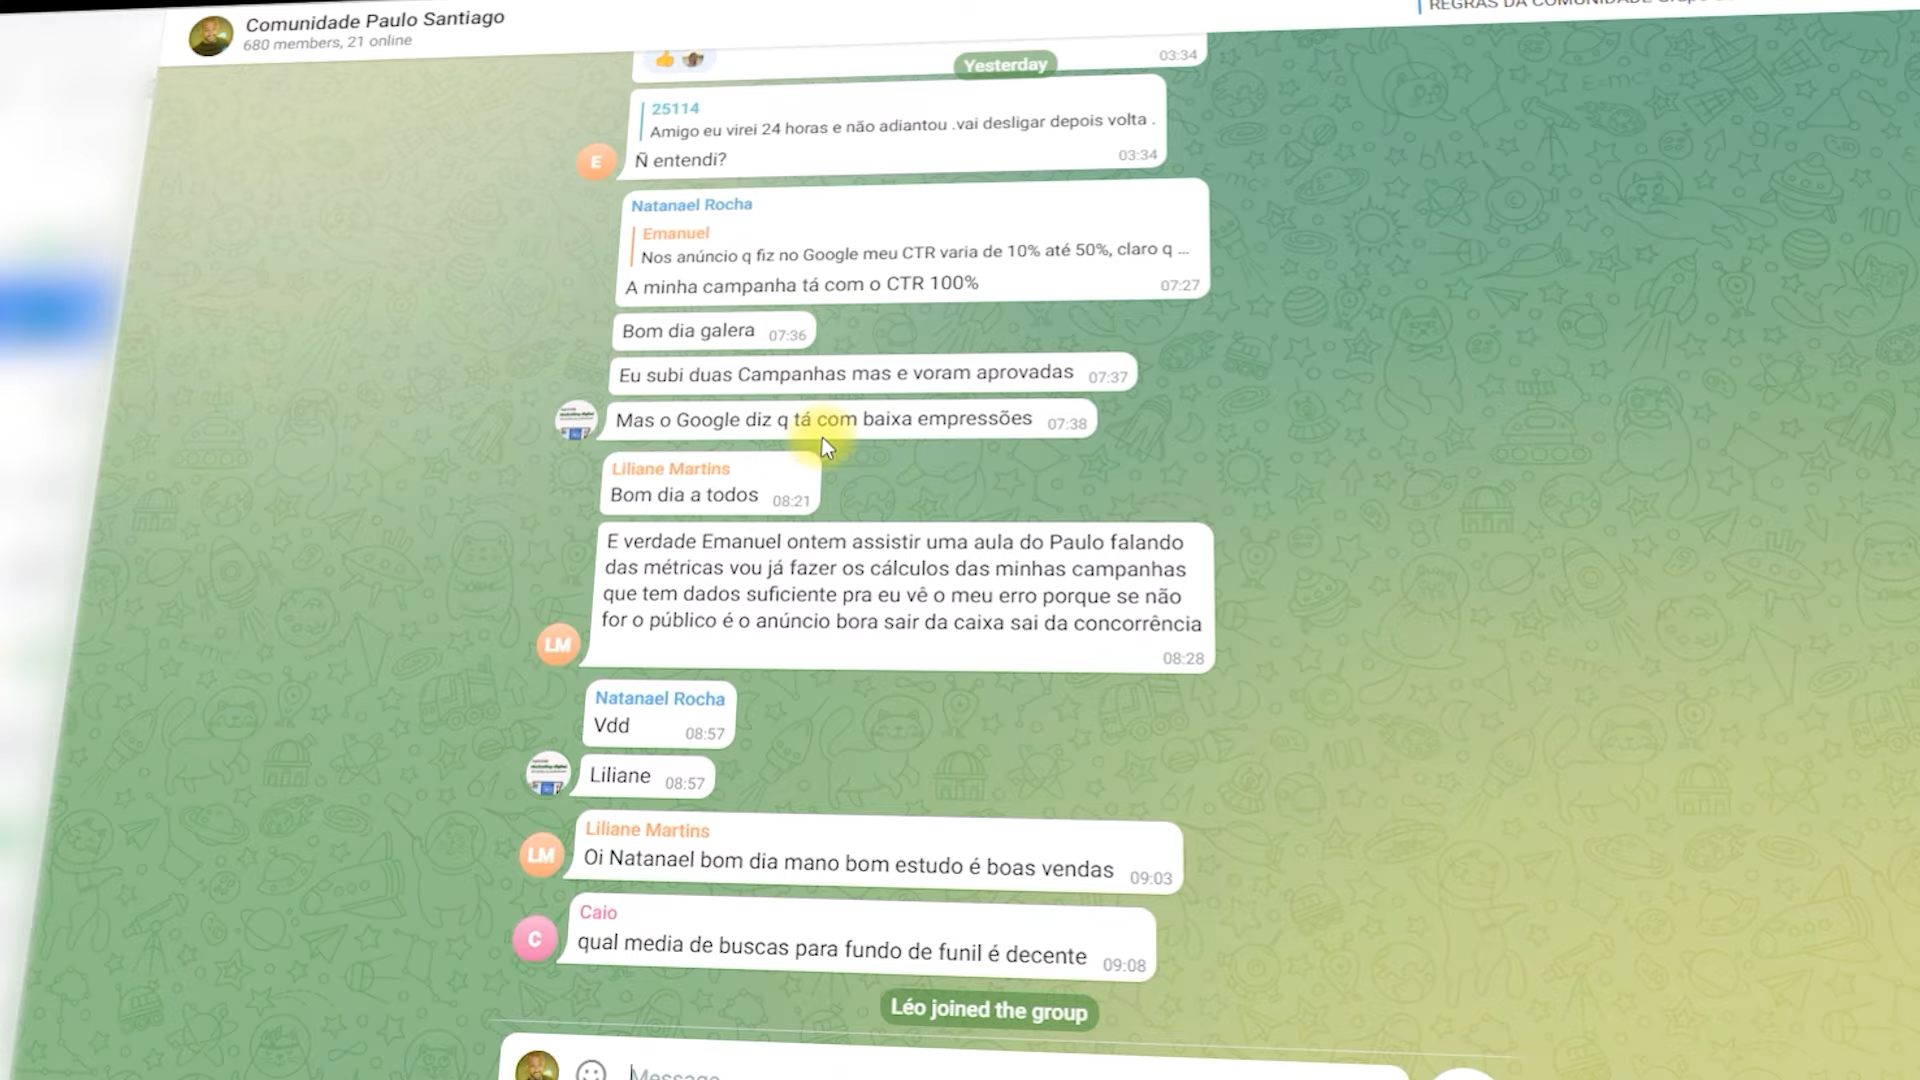 Comunidade Paulo Santiago
680 members, 21 online
REGRAS DA COMUNIDADE
03:34
Yesterday
25114
Amigo eu virei 24 horas e não adiantou .vai desligar depois volta .
Ñ entendi?
03:34
E
Natanael Rocha
Emanuel
Nos anúncio q fiz no Google meu CTR varia de 10% até 50%, claro q ...
A minha campanha tá com o CTR 100%
07:27
Bom dia galera 07:36
Eu subi duas Campanhas mas e voram aprovadas 07:37
Mas o Google diz q tá com baixa empressões 07:38
Liliane Martins
Bom dia a todos 08:21
E verdade Emanuel ontem assistir uma aula do Paulo falando
das métricas vou já fazer os cálculos das minhas campanhas
que tem dados suficiente pra eu vê o meu erro porque se não
for o público é o anúncio bora sair da caixa sai da concorrência
08:28
LM
Natanael Rocha
Vdd 08:57
Liliane 08:57
Liliane Martins
LM
Oi Natanael bom dia mano bom estudo é boas vendas 09:03
Caio
C
qual media de buscas para fundo de funil é decente 09:08
Léo joined the group
Message